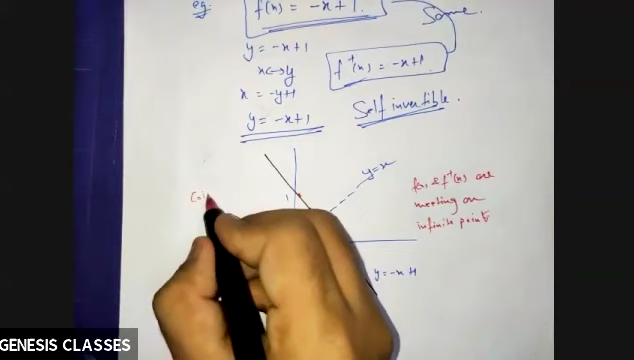 eg:
f(x) = -x+1.
Same.
y = -x+1
x↔y
f⁻¹(x) = -x+1.
x = -y+1
y = -x+1
Self invertible.
y=x
f(x) & f⁻¹(x) are
meeting on
infinite point
1
y = -x+1
GENESIS CLASSES